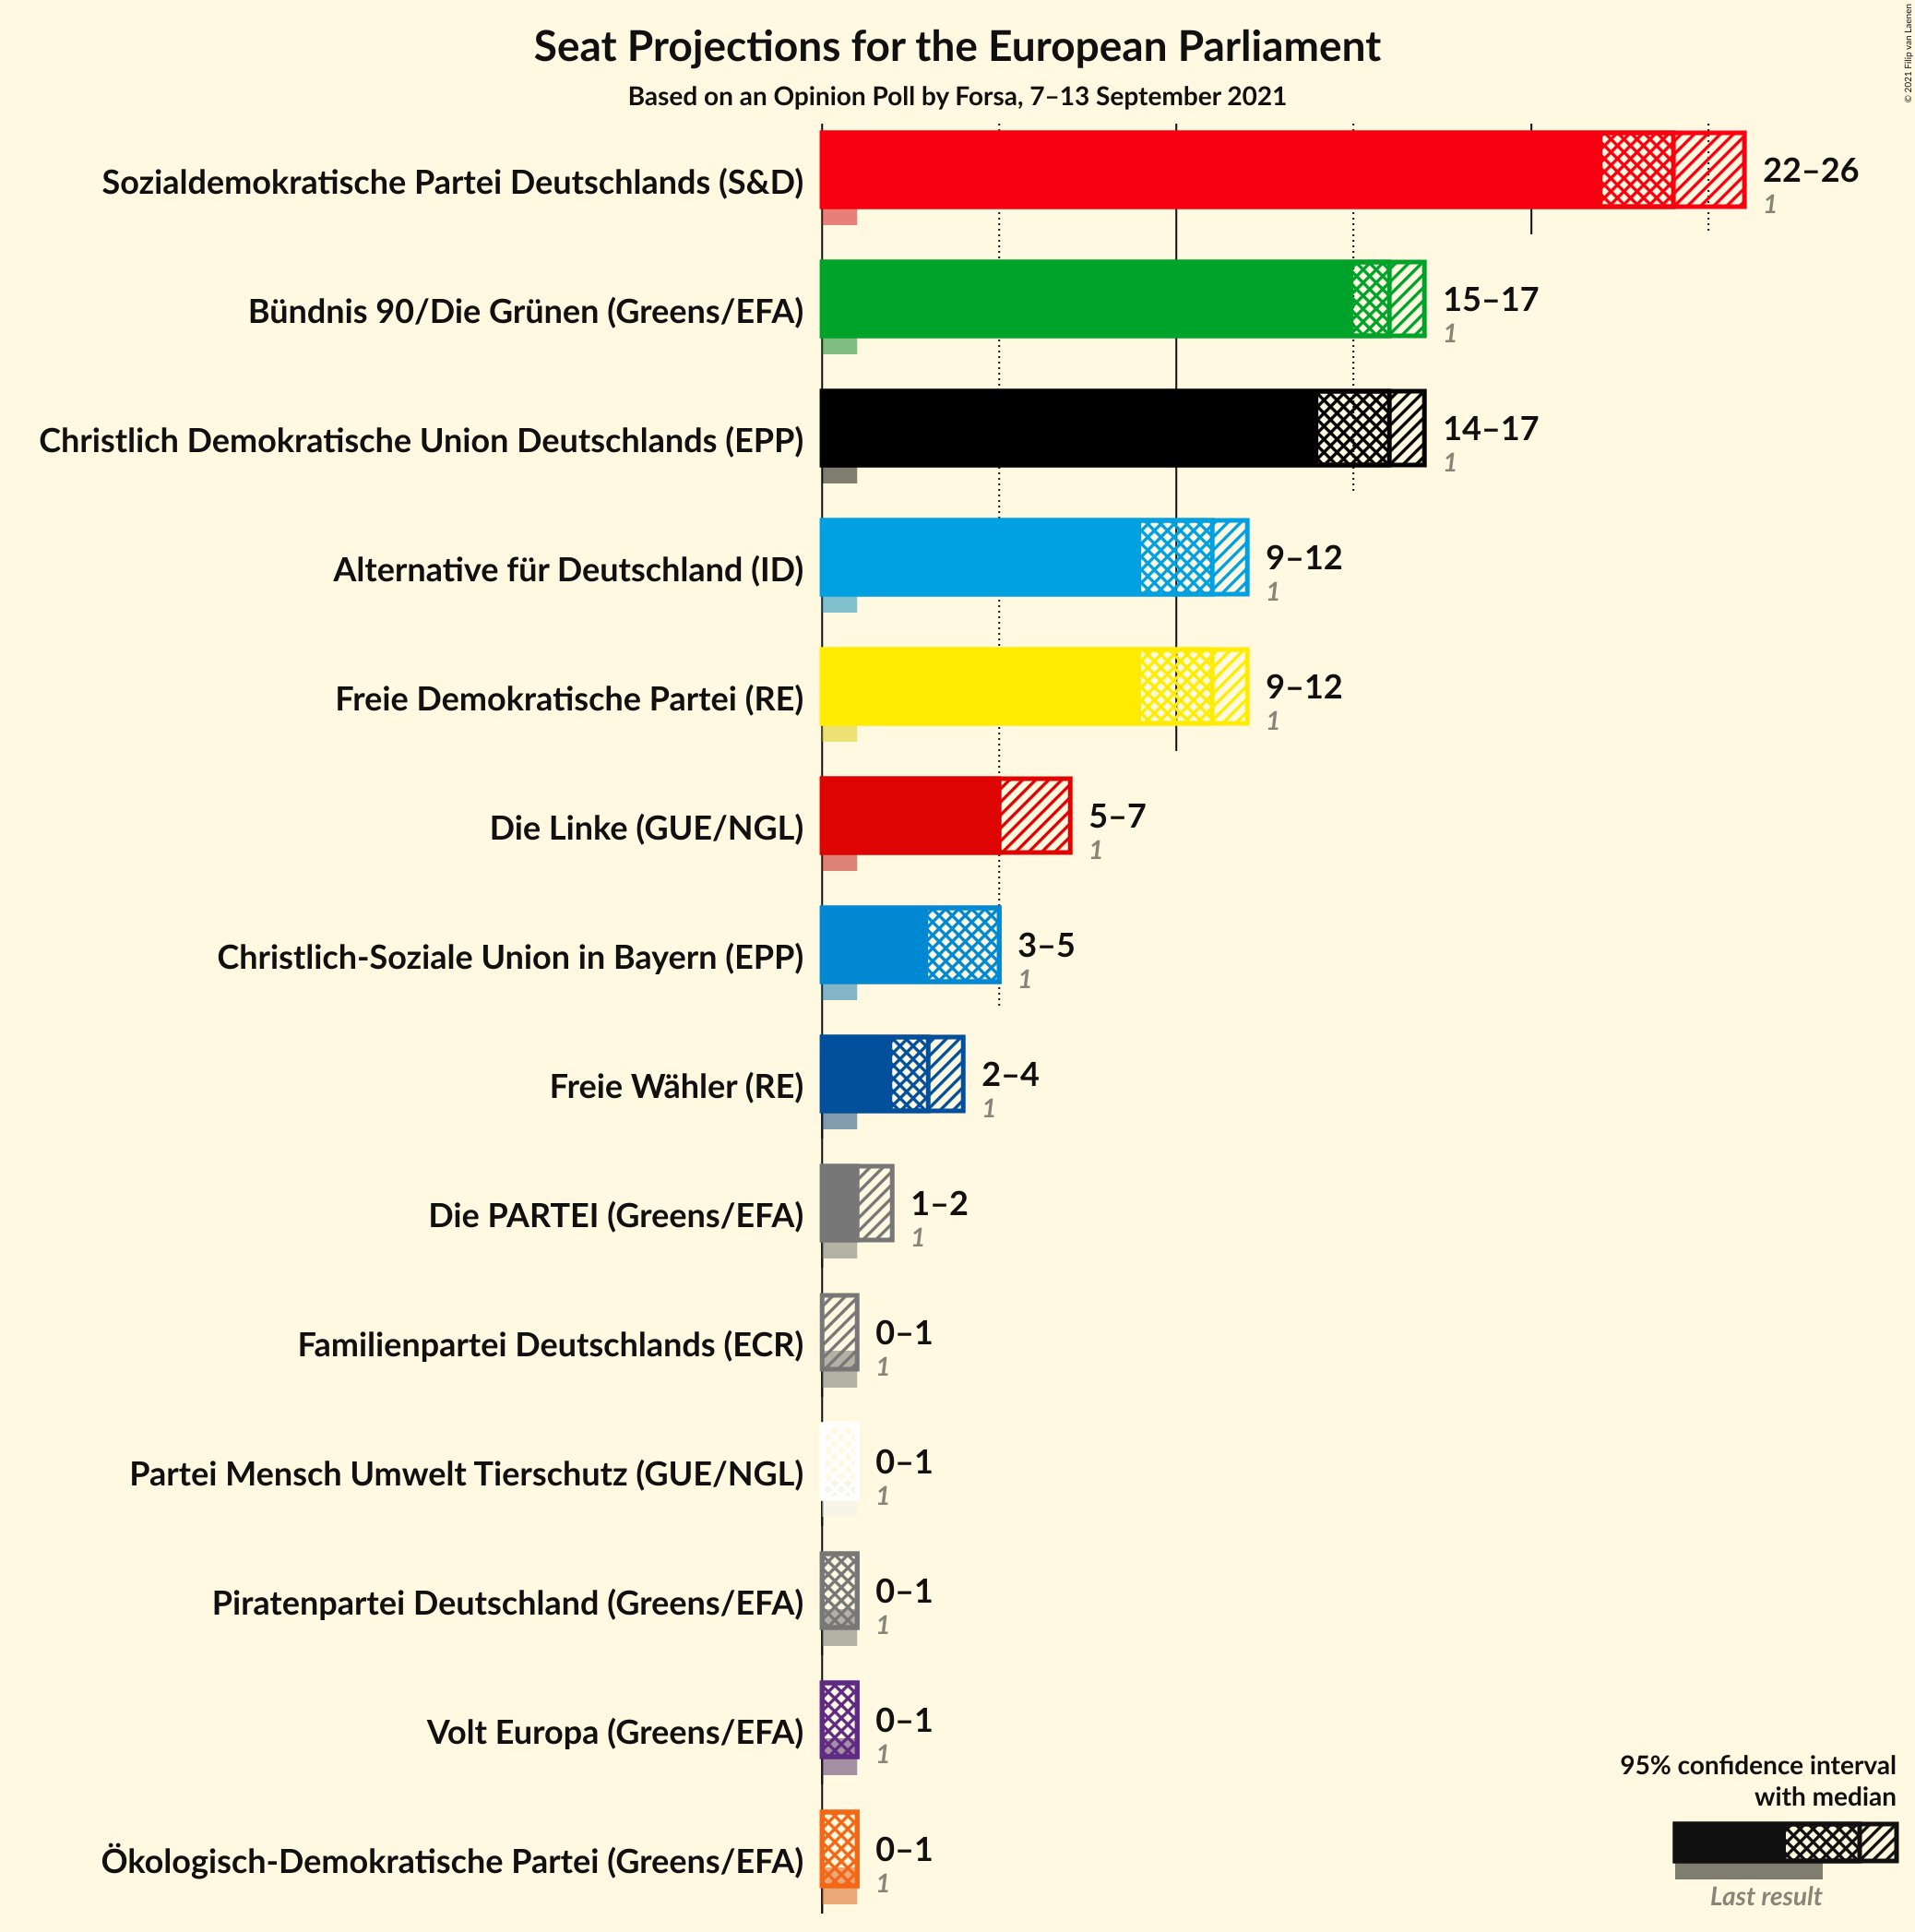 Seat Projections for the European Parliament
Based on an Opinion Poll by Forsa, 7–13 September 2021
© 2021 Filip van Laenen
Sozialdemokratische Partei Deutschlands (S&D)
22–26
1
Bündnis 90/Die Grünen (Greens/EFA)
15–17
1
Christlich Demokratische Union Deutschlands (EPP)
14–17
1
Alternative für Deutschland (ID)
9–12
1
Freie Demokratische Partei (RE)
9–12
1
Die Linke (GUE/NGL)
5–7
1
Christlich-Soziale Union in Bayern (EPP)
3–5
1
Freie Wähler (RE)
2–4
1
Die PARTEI (Greens/EFA)
1–2
1
Familienpartei Deutschlands (ECR)
0–1
1
Partei Mensch Umwelt Tierschutz (GUE/NGL)
0–1
1
Piratenpartei Deutschland (Greens/EFA)
0–1
1
Volt Europa (Greens/EFA)
0–1
1
Ökologisch-Demokratische Partei (Greens/EFA)
0–1
1
95% confidence interval
with median
Last result